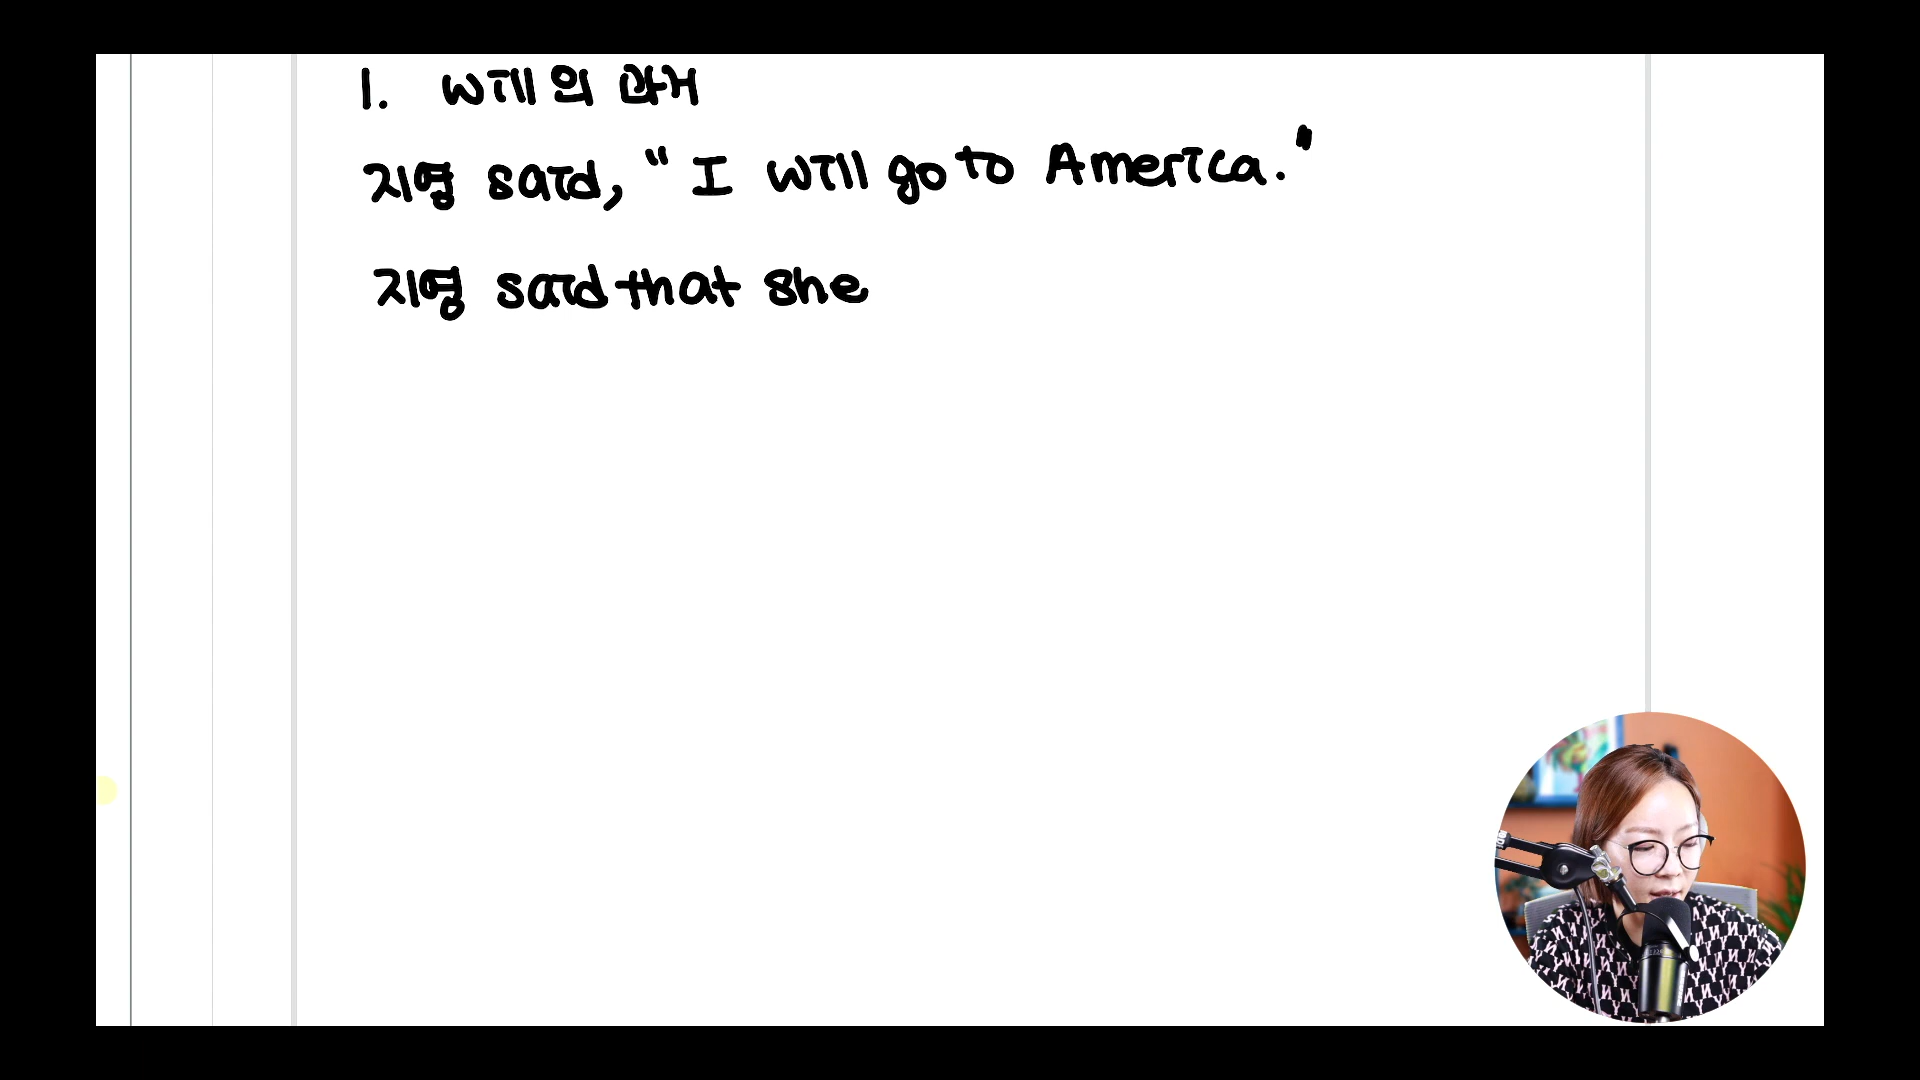 1. will의 과거
지영 said, "I will go to America."
지영 said that she